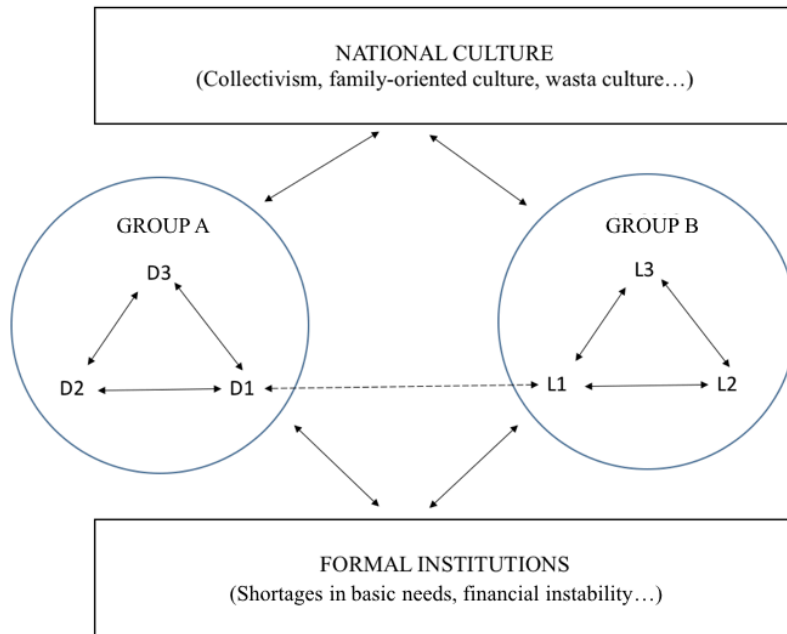 NATIONAL CULTURE
(Collectivism, family-oriented culture, wasta culture…)
GROUP A
GROUP B
D3
L3
D2
D1
L1
L2
FORMAL INSTITUTIONS
(Shortages in basic needs, financial instability…)